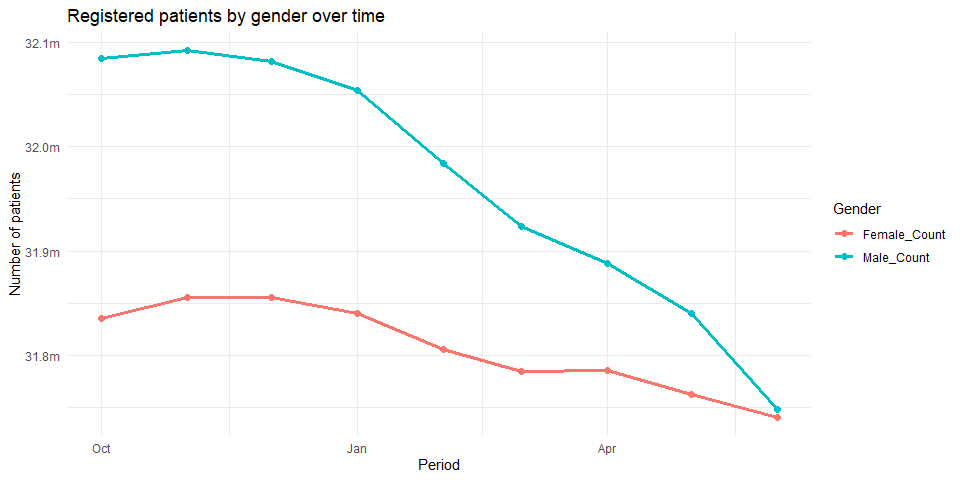 Registered patients by gender over time
Number of patients
32.1m
32.0m
31.9m
31.8m
Oct
Jan
Apr
Period
Gender
Female_Count
Male_Count